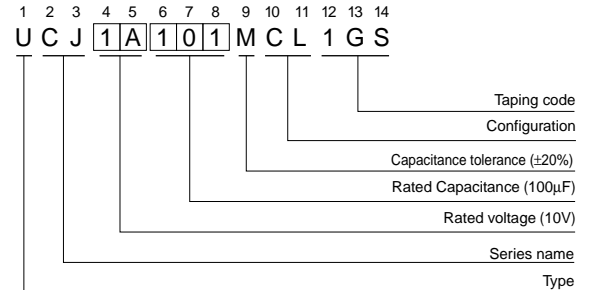 1 2 3 4 5 6 7 8 9 10 11 12 13 14
U C J 1 A 1 0 1 M C L 1 G S
Taping code
Configuration
Capacitance tolerance (±20%)
Rated Capacitance (100µF)
Rated voltage (10V)
Series name
Type